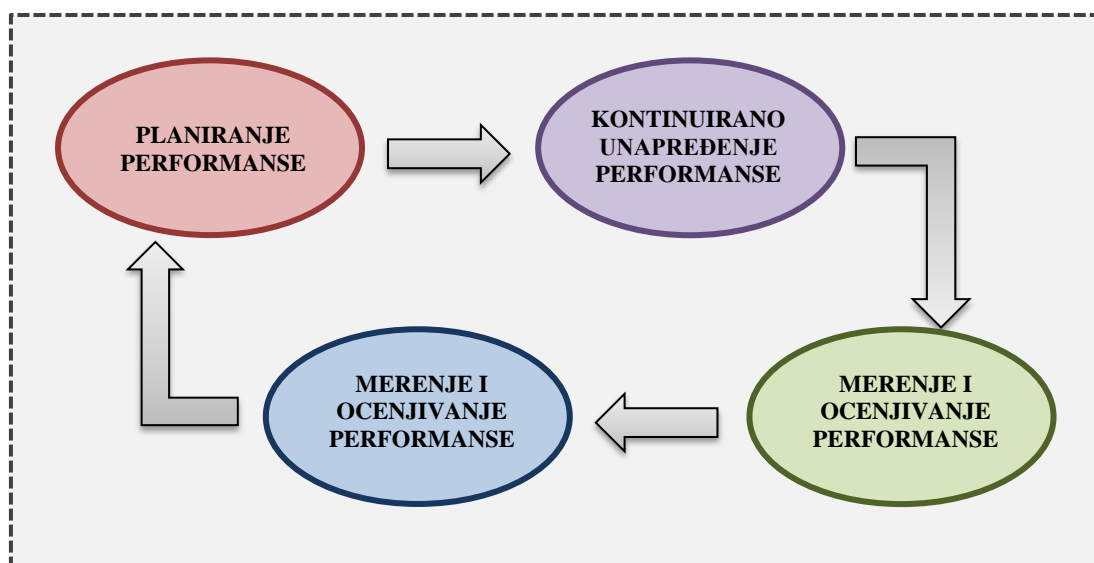 PLANIRANJE
PERFORMANSE
KONTINUIRANO
UNAPREĐENJE
PERFORMANSE
MERENJE I
OCENJIVANJE
PERFORMANSE
MERENJE I
OCENJIVANJE
PERFORMANSE